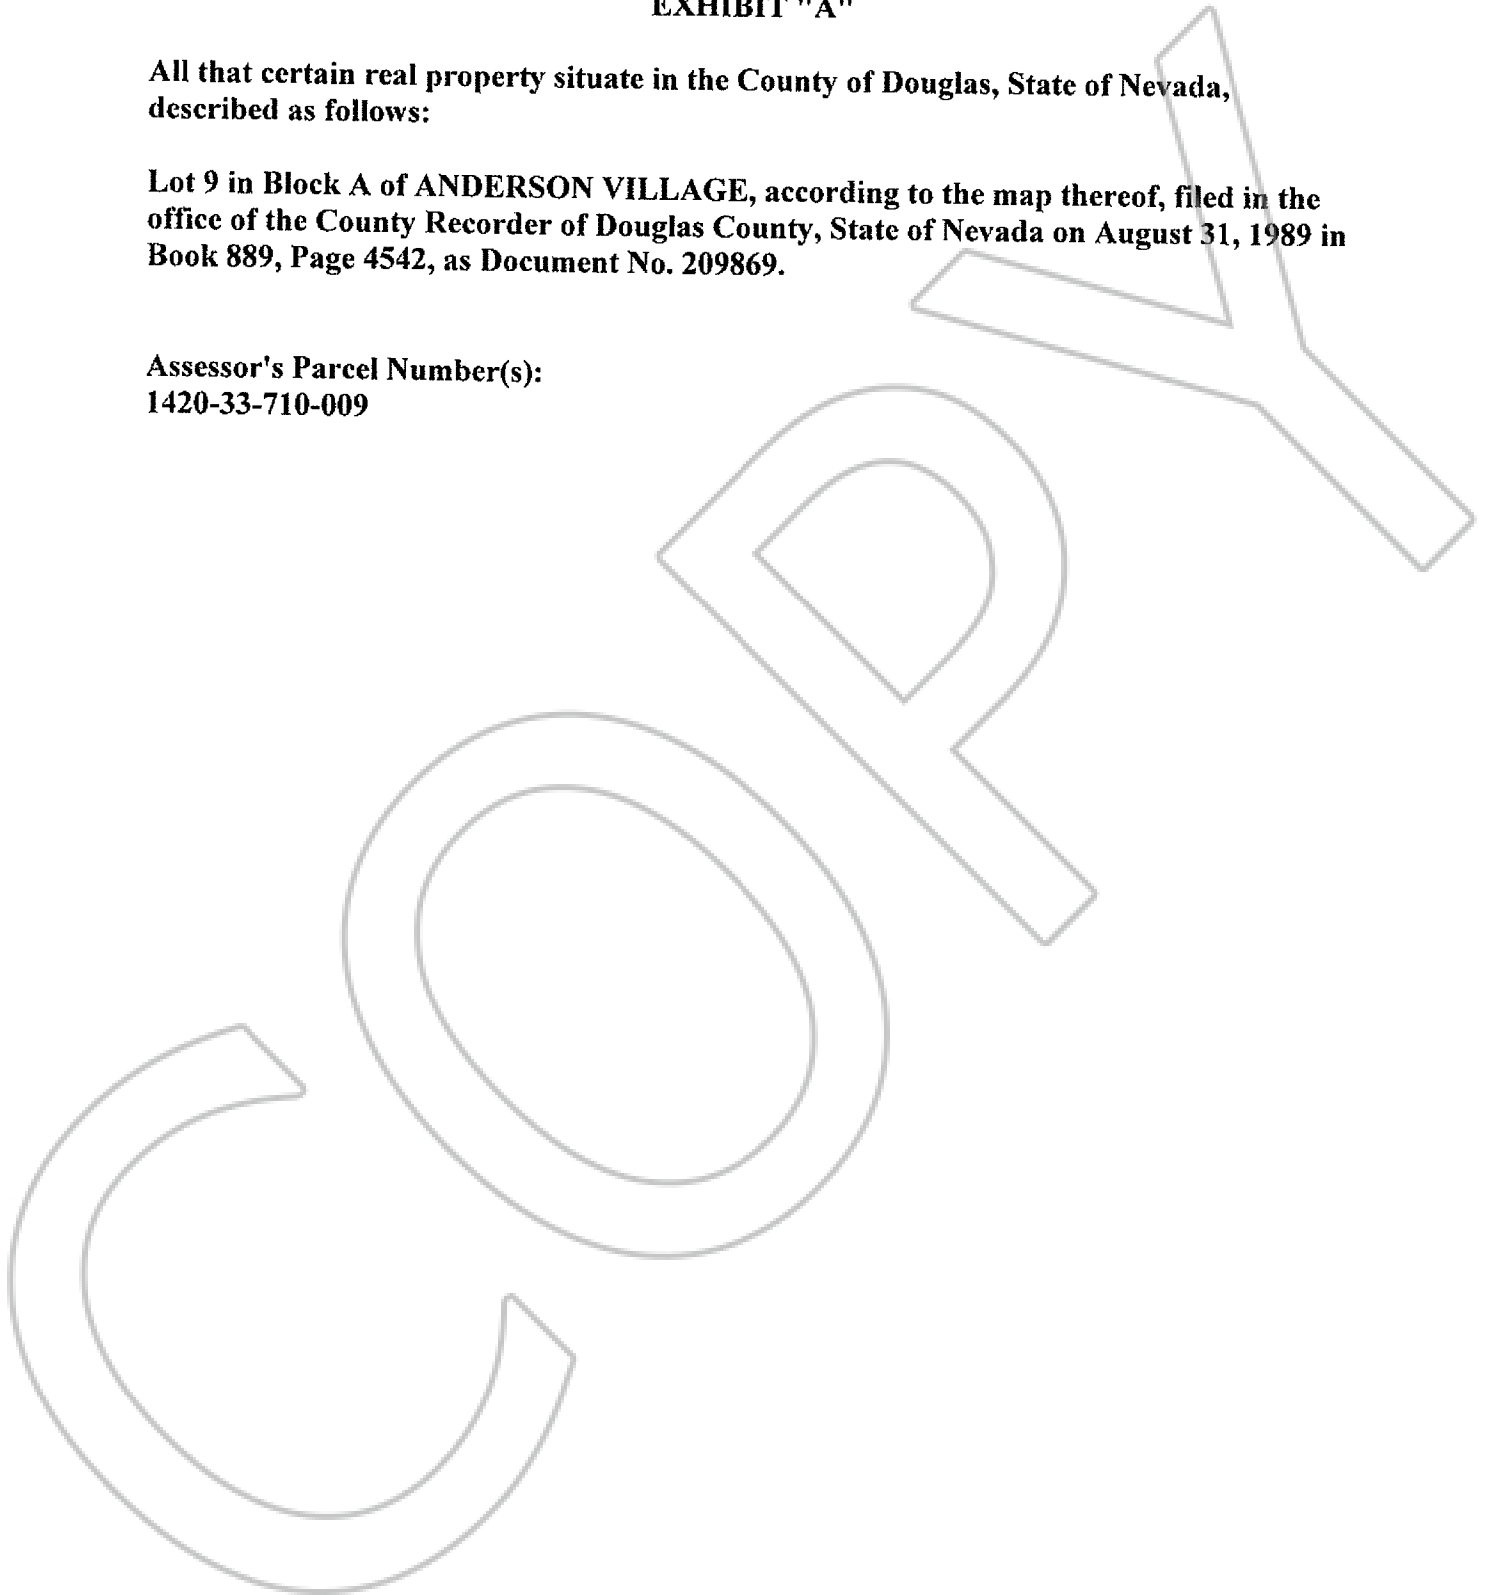 EXHIBIT "A"
All that certain real property situate in the County of Douglas, State of Nevada,
described as follows:
Lot 9 in Block A of ANDERSON VILLAGE, according to the map thereof, filed in the
office of the County Recorder of Douglas County, State of Nevada on August 31, 1989 in
Book 889, Page 4542, as Document No. 209869.
Assessor's Parcel Number(s):
1420-33-710-009
COPY